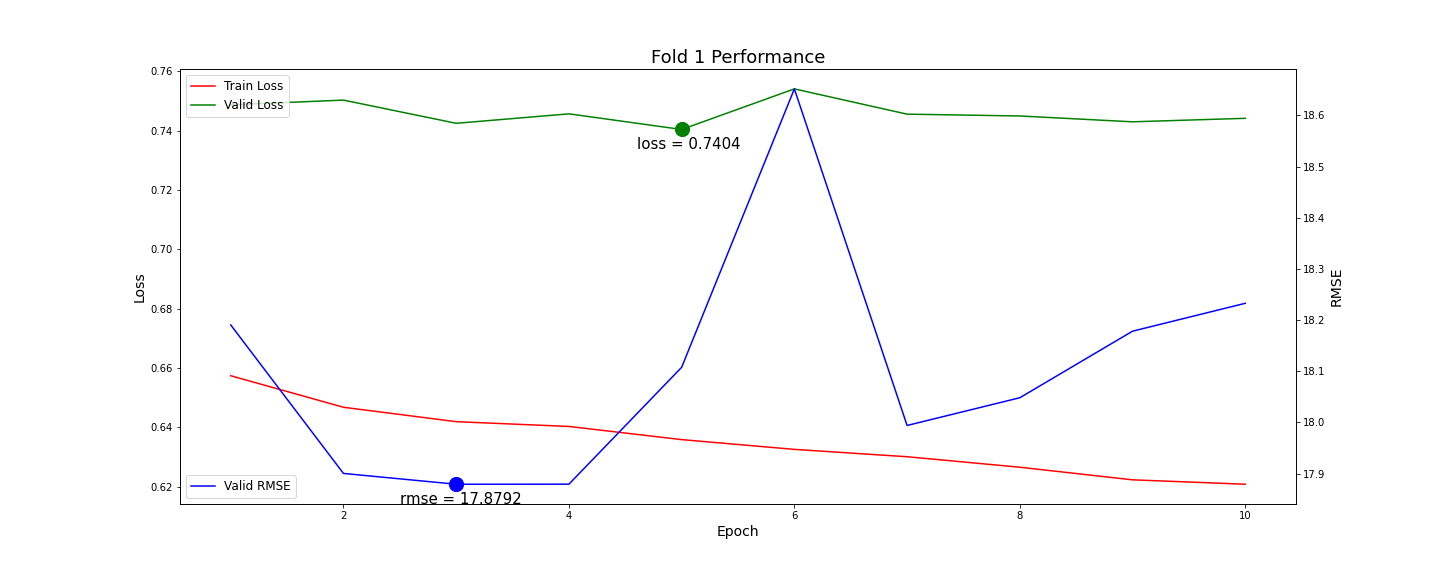 Fold 1 Performance
Train Loss
Valid Loss
Valid RMSE
loss = 0.7404
rmse = 17.8792
Loss
0.76
0.74
0.72
0.70
0.68
0.66
0.64
0.62
RMSE
18.6
18.5
18.4
18.3
18.2
18.1
18.0
17.9
2 4 6 8 10
Epoch